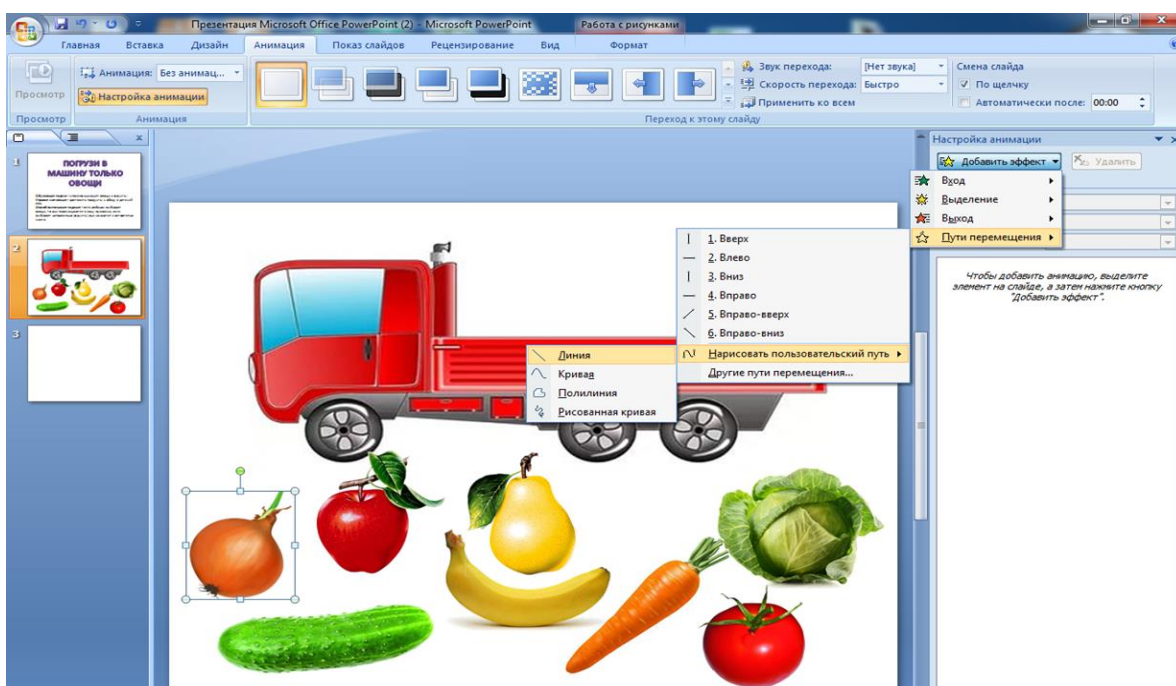 Презентация Microsoft Office PowerPoint (2) - Microsoft PowerPoint
Работа с рисунками
Главная Вставка Дизайн Анимация Показ слайдов Рецензирование Вид Формат
Просмотр
Анимация: Без анимац...
Настройка анимации
Звук перехода: [Нет звука]
Скорость перехода: Быстро
Применить ко всем
Смена слайда
По щелчку
Автоматически после: 00:00
Просмотр Анимация Переход к этому слайду
Настройка анимации
Добавить эффект Удалить
Вход
Выделение
Выход
Пути перемещения
1. Вверх
2. Влево
3. Вниз
4. Вправо
5. Вправо-вверх
6. Вправо-вниз
Нарисовать пользовательский путь
Другие пути перемещения...
Линия
Кривая
Полилиния
Рисованная кривая
Чтобы добавить анимацию, выделите
элемент на слайде, а затем нажмите кнопку
"Добавить эффект".
1
ПОГРУЗИ В
МАШИНУ ТОЛЬКО
ОВОЩИ
2
3